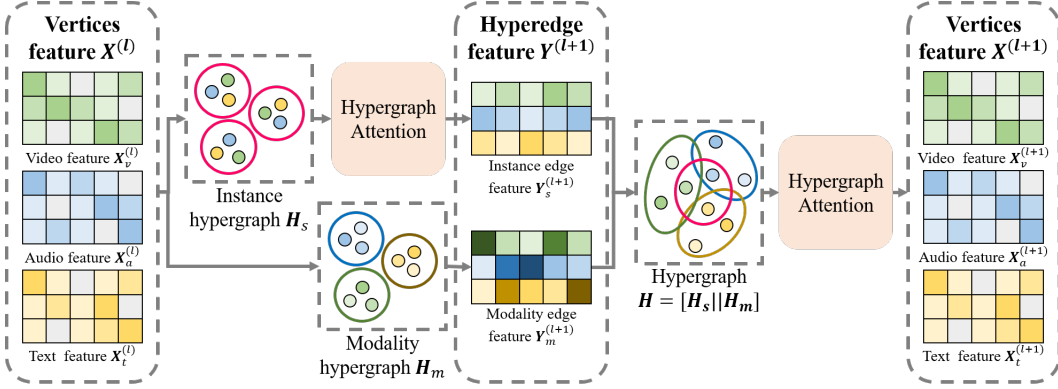 Vertices
feature X^(l)
Video feature X_v^(l)
Audio feature X_a^(l)
Text feature X_t^(l)
Instance
hypergraph H_s
Hypergraph
Attention
Modality
hypergraph H_m
Hyperedge
feature Y^(l+1)
Instance edge
feature Y_s^(l+1)
Modality edge
feature Y_m^(l+1)
Hypergraph
H = [H_s||H_m]
Hypergraph
Attention
Vertices
feature X^(l+1)
Video feature X_v^(l+1)
Audio feature X_a^(l+1)
Text feature X_t^(l+1)